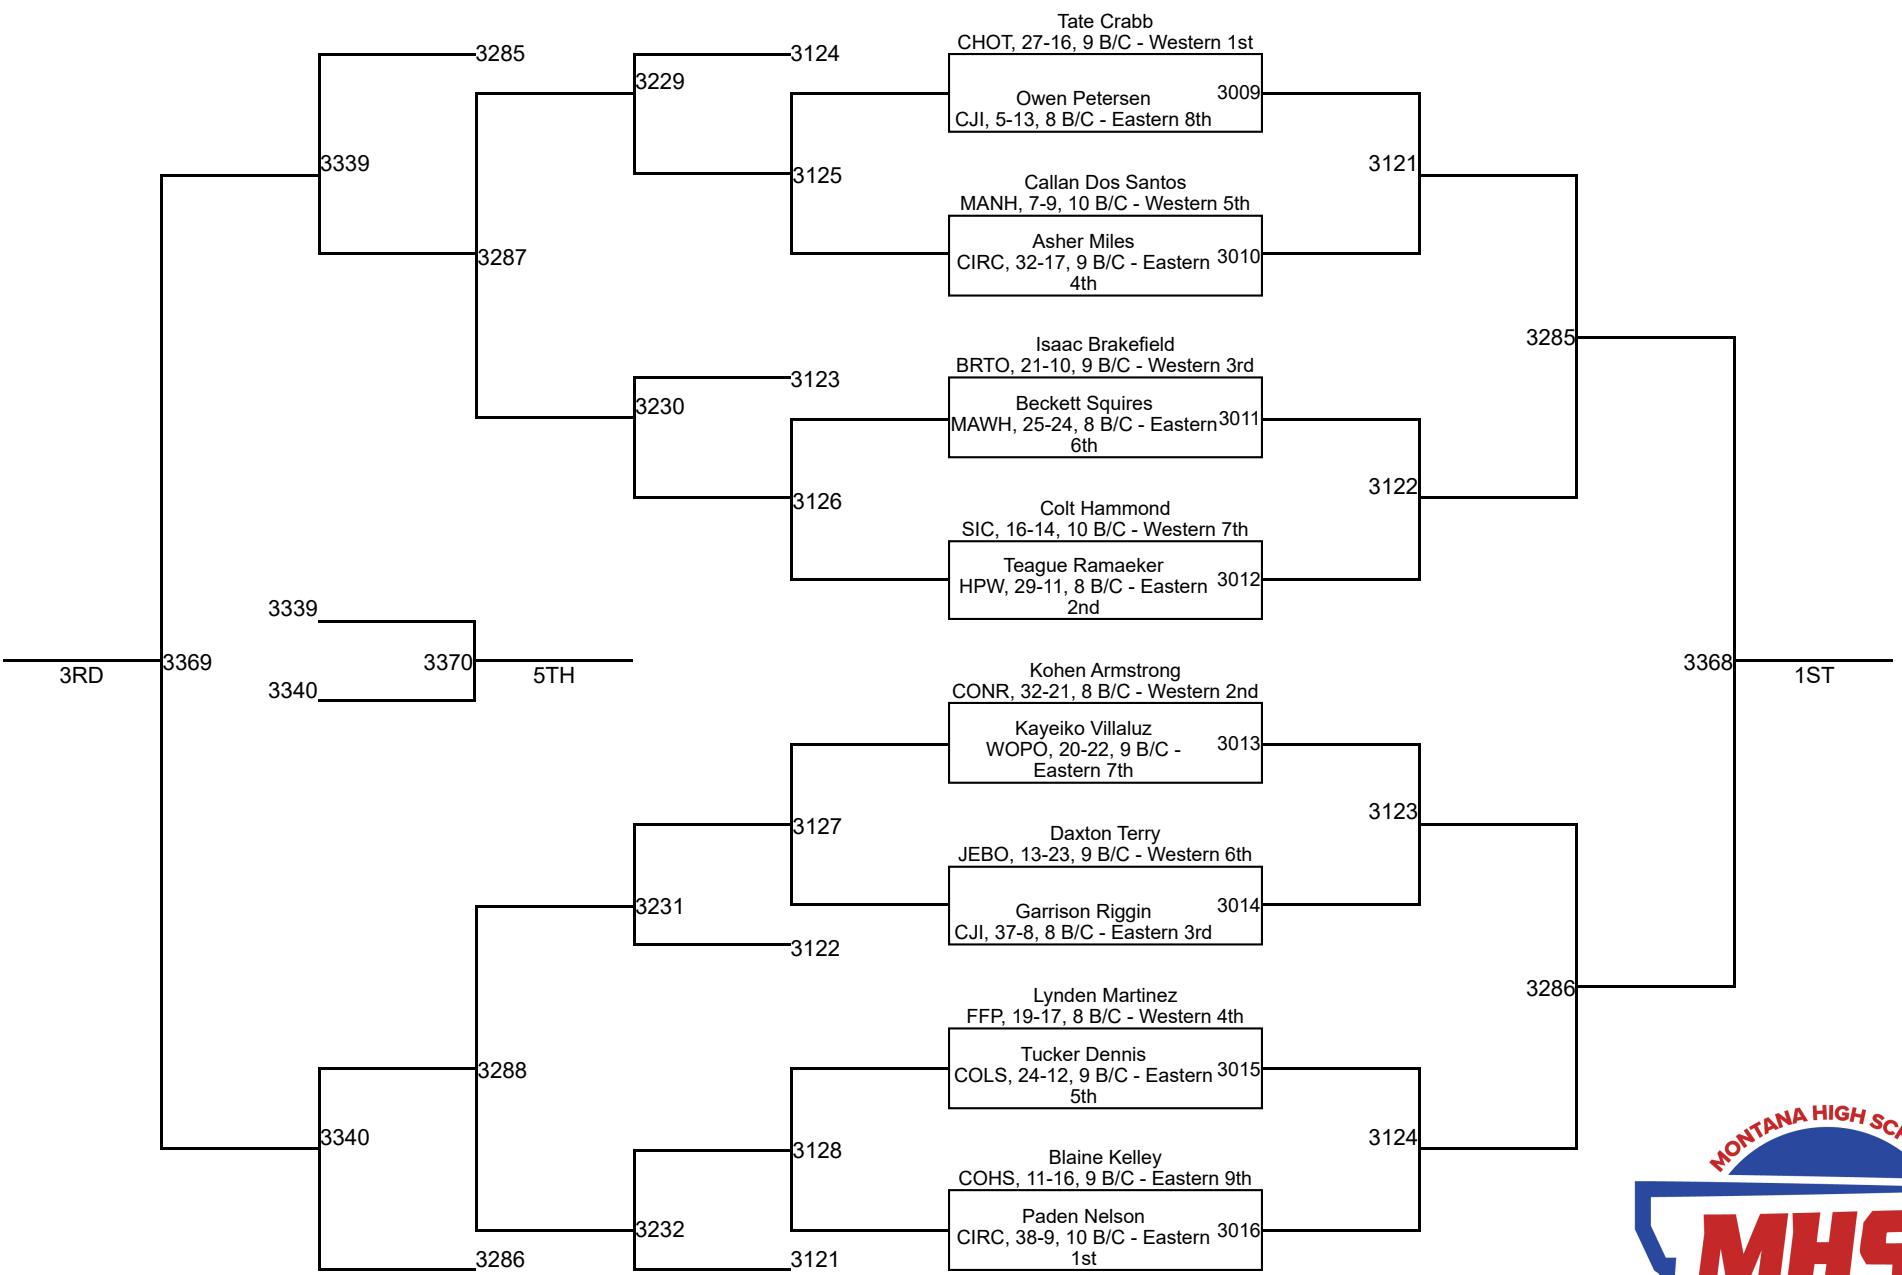 Tate Crabb
CHOT, 27-16, 9 B/C - Western 1st
3285
3124
3229
Owen Petersen
3009
CJI, 5-13, 8 B/C - Eastern 8th
3339
3125
3121
Callan Dos Santos
MANH, 7-9, 10 B/C - Western 5th
Asher Miles
3287
CIRC, 32-17, 9 B/C - Eastern
3010
4th
Isaac Brakefield
3285
BRTO, 21-10, 9 B/C - Western 3rd
3123
3230
Beckett Squires
MAWH, 25-24, 8 B/C - Eastern
3011
6th
3126
3122
Colt Hammond
SIC, 16-14, 10 B/C - Western 7th
Teague Ramaeker
HPW, 29-11, 8 B/C - Eastern
3012
2nd
3339
3RD
3369
3370
5TH
3368
1ST
3340
Kohen Armstrong
CONR, 32-21, 8 B/C - Western 2nd
Kayeiko Villaluz
WOPO, 20-22, 9 B/C -
3013
Eastern 7th
3127
3123
Daxton Terry
JEBO, 13-23, 9 B/C - Western 6th
3231
Garrison Riggin
3014
CJI, 37-8, 8 B/C - Eastern 3rd
3122
3286
Lynden Martinez
FFP, 19-17, 8 B/C - Western 4th
Tucker Dennis
3288
COLS, 24-12, 9 B/C - Eastern
3015
5th
3340
3128
3124
Blaine Kelley
COHS, 11-16, 9 B/C - Eastern 9th
Paden Nelson
3232
CIRC, 38-9, 10 B/C - Eastern
3016
1st
3286
3121
MONTANA HIGH
MHS